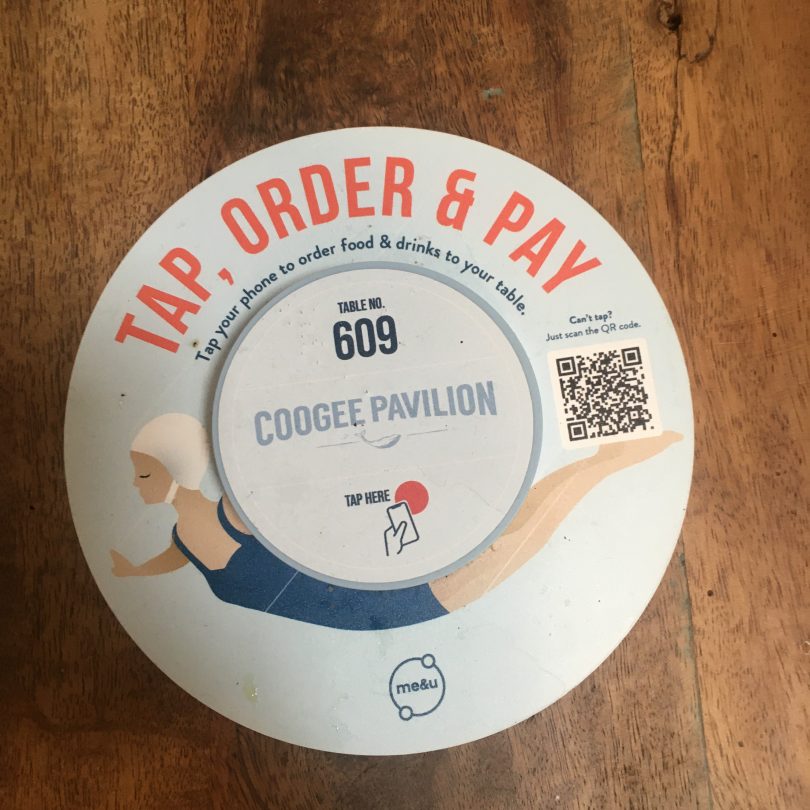 TAP, ORDER & PAY
Tap your phone to order food & drinks to your table.
TABLE NO.
609
COOGEE PAVILION
TAP HERE
Can't tap?
Just scan the QR code.
me&u